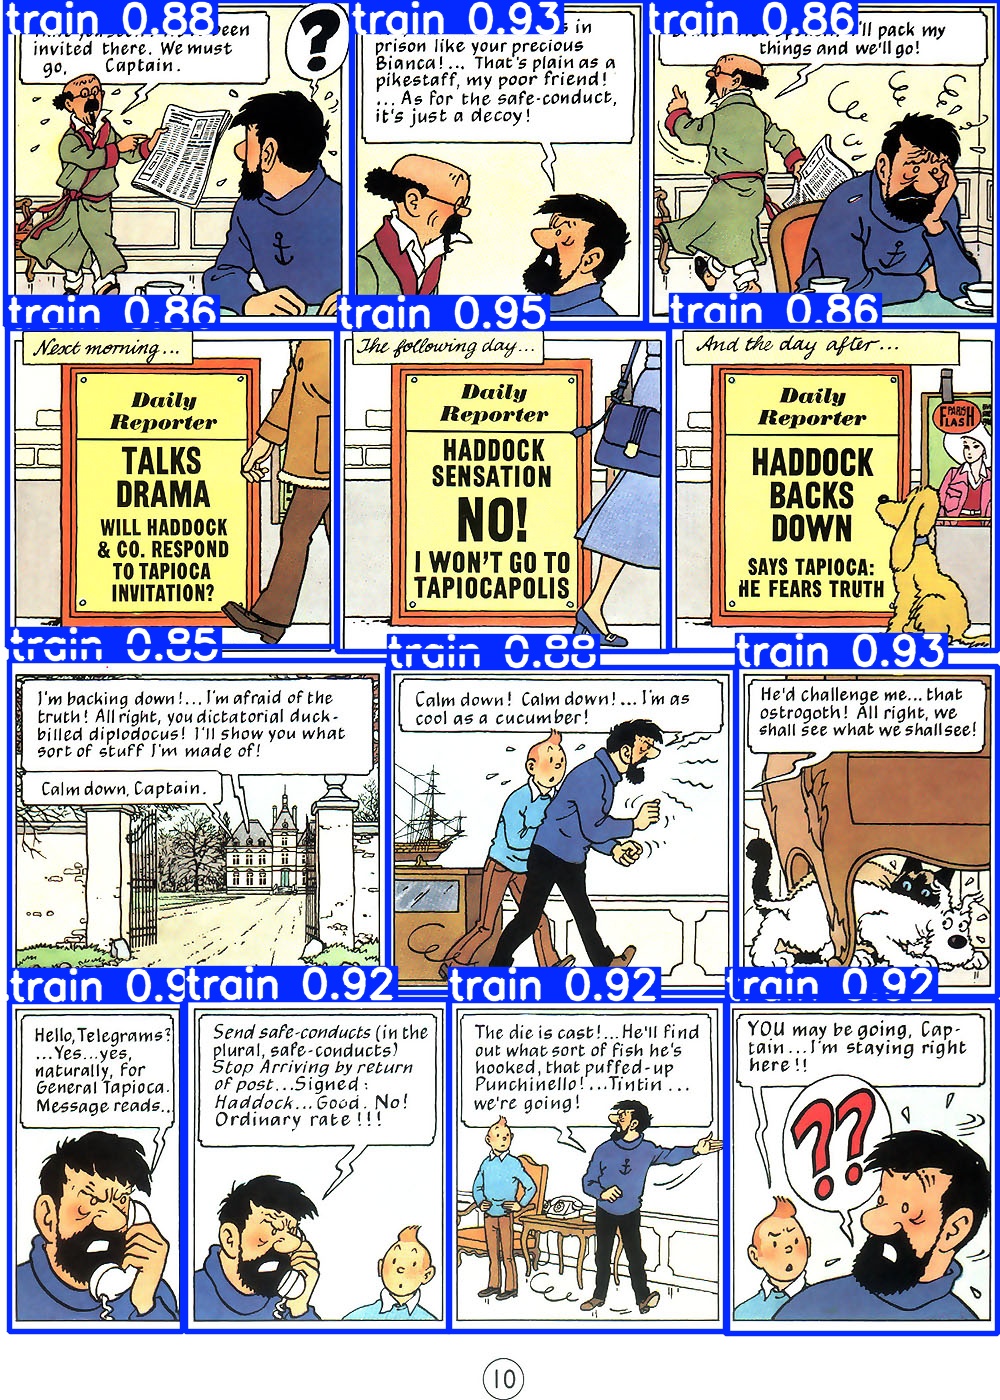 train 0.88
been
invited there. We must
go, Captain.
?
train 0.93
in
prison like your precious
Bianca!... That's plain as a
pikestaff, my poor friend!
... As for the safe-conduct,
it's just a decoy!
train 0.86
I'll pack my
things and we'll go!
train 0.86
Next morning...
Daily
Reporter
TALKS
DRAMA
WILL HADDOCK
& CO. RESPOND
TO TAPIOCA
INVITATION?
train 0.95
The following day...
Daily
Reporter
HADDOCK
SENSATION
NO!
I WON'T GO TO
TAPIOCAPOLIS
train 0.86
And the day after...
Daily
Reporter
HADDOCK
BACKS
DOWN
SAYS TAPIOCA:
HE FEARS TRUTH
PARIS
FLASH
train 0.85
I'm backing down!... I'm afraid of the
truth! All right, you dictatorial duck-
billed diplodocus! I'll show you what
sort of stuff I'm made of!
Calm down, Captain.
train 0.88
Calm down! Calm down!... I'm as
cool as a cucumber!
train 0.93
He'd challenge me... that
ostrogoth! All right, we
shall see what we shall see!
train 0.9
Hello, Telegrams?
...Yes...yes,
naturally, for
General Tapioca.
Message reads...
train 0.92
Send safe-conducts (in the
plural, safe-conducts)
Stop Arriving by return
of post... Signed:
Haddock... Good. No!
Ordinary rate!!!
train 0.92
The die is cast!... He'll find
out what sort of fish he's
hooked, that puffed-up
Punchinello!... Tintin...
we're going!
train 0.92
YOU may be going, Cap-
tain... I'm staying right
here!!
??
10